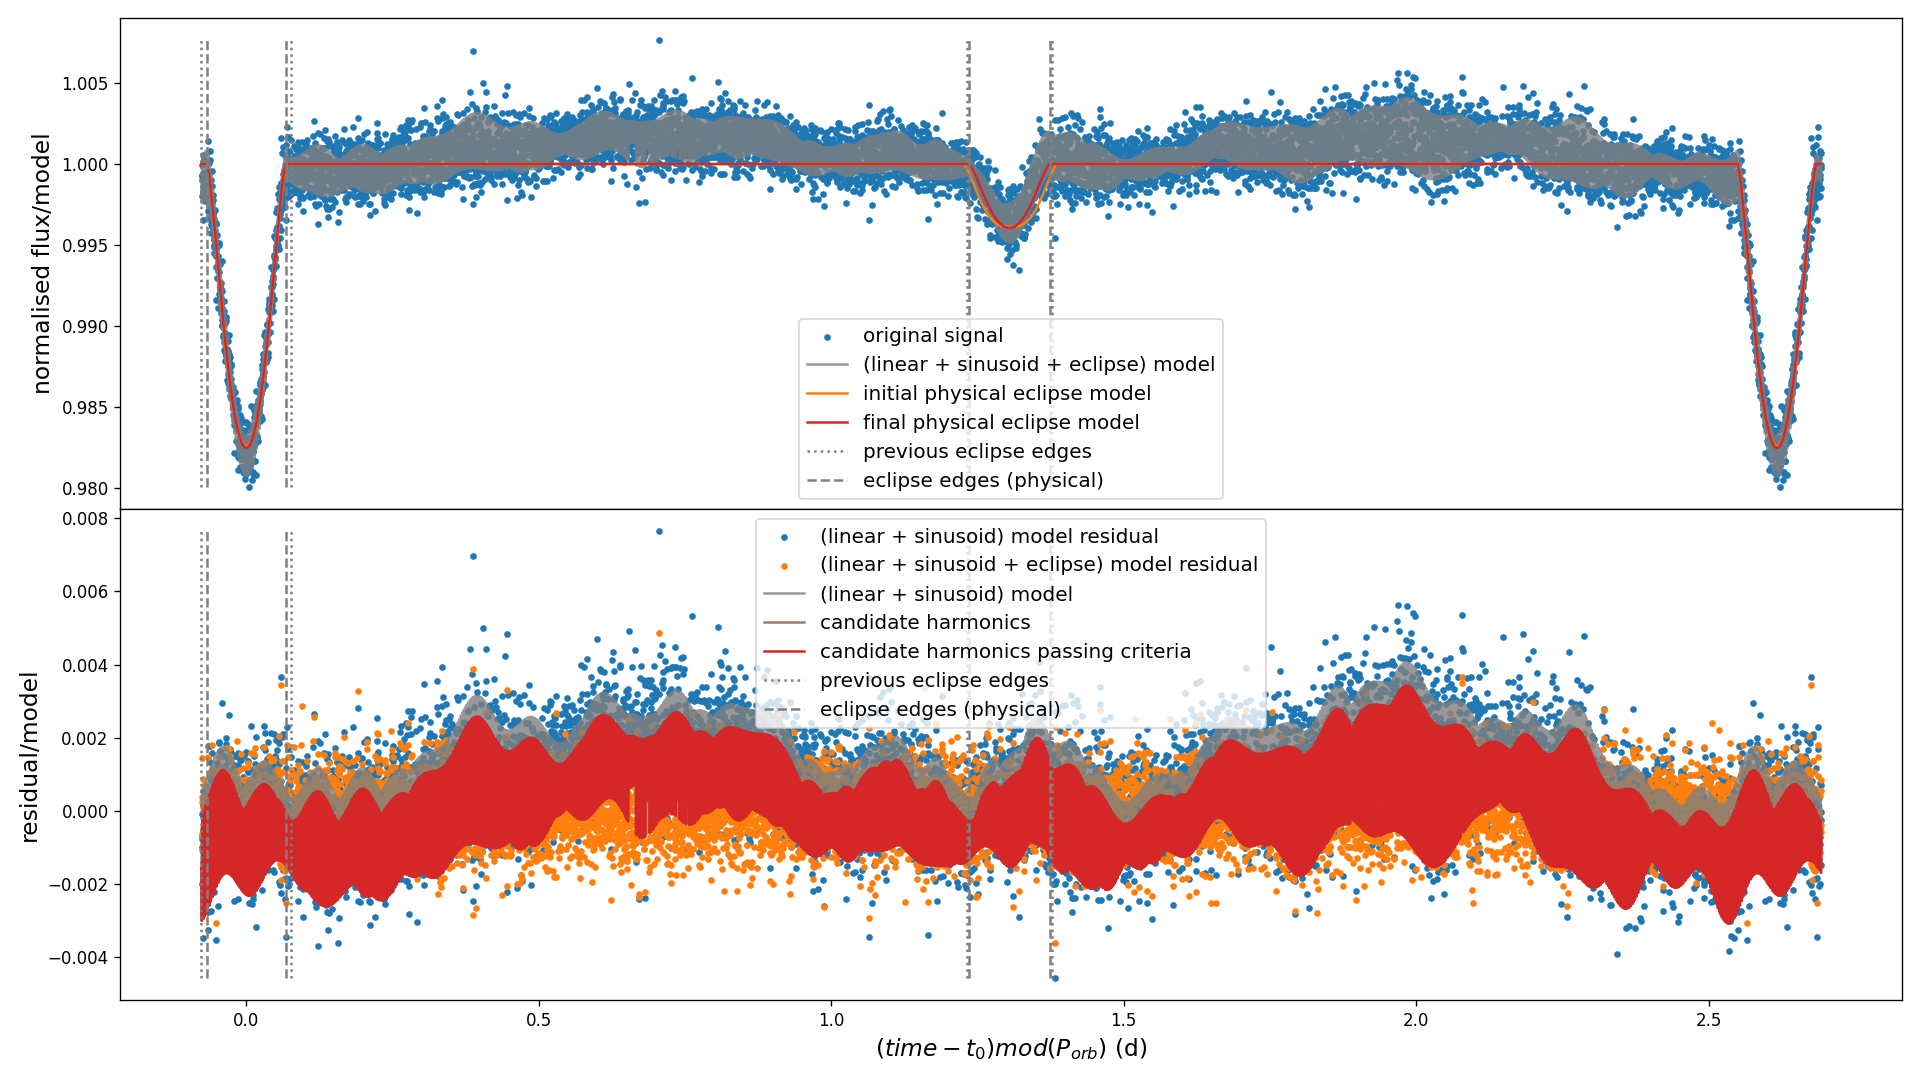 normalised flux/model
1.005
1.000
0.995
0.990
0.985
0.980
original signal
(linear + sinusoid + eclipse) model
initial physical eclipse model
final physical eclipse model
previous eclipse edges
eclipse edges (physical)
residual/model
0.008
0.006
0.004
0.002
0.000
−0.002
−0.004
(linear + sinusoid) model residual
(linear + sinusoid + eclipse) model residual
(linear + sinusoid) model
candidate harmonics
candidate harmonics passing criteria
previous eclipse edges
eclipse edges (physical)
0.0 0.5 1.0 1.5 2.0 2.5
(time − t₀)mod(P_orb) (d)